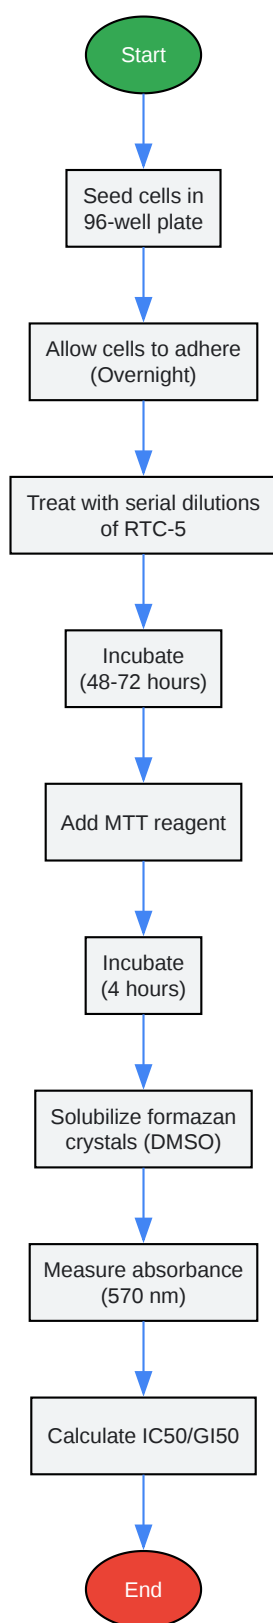 Start
Seed cells in
96-well plate
Allow cells to adhere
(Overnight)
Treat with serial dilutions
of RTC-5
Incubate
(48-72 hours)
Add MTT reagent
Incubate
(4 hours)
Solubilize formazan
crystals (DMSO)
Measure absorbance
(570 nm)
Calculate IC50/GI50
End